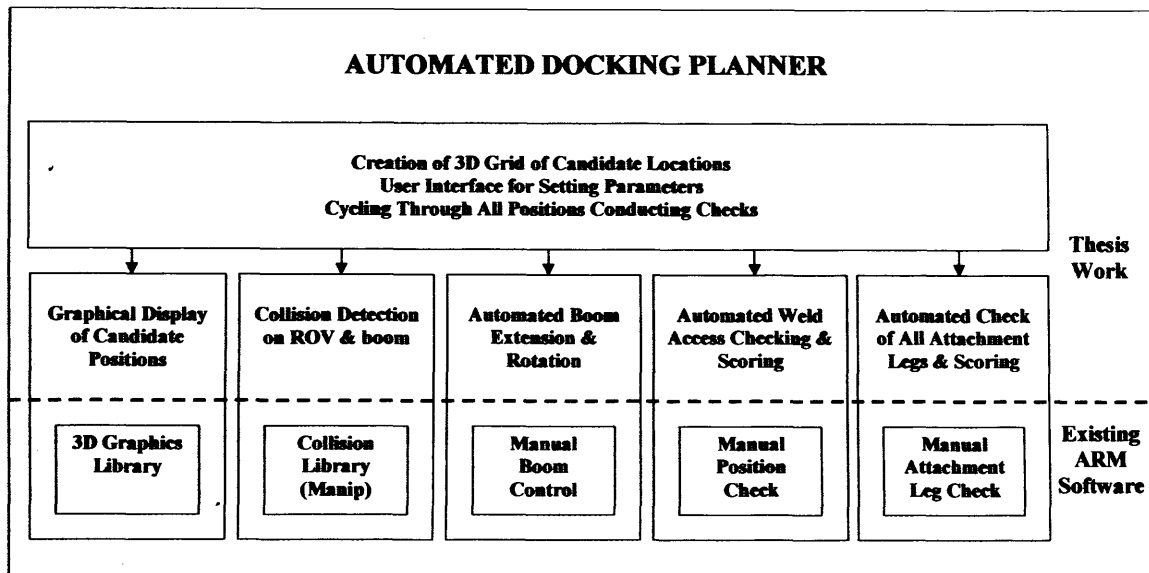 AUTOMATED DOCKING PLANNER
Creation of 3D Grid of Candidate Locations
User Interface for Setting Parameters
Cycling Through All Positions Conducting Checks
Thesis
Work
Graphical Display
of Candidate
Positions
Collision Detection
on ROV & boom
Automated Boom
Extension &
Rotation
Automated Weld
Access Checking &
Scoring
Automated Check
of All Attachment
Legs & Scoring
3D Graphics
Library
Collision
Library
(Manip)
Manual
Boom
Control
Manual
Position
Check
Manual
Attachment
Leg Check
Existing
ARM
Software